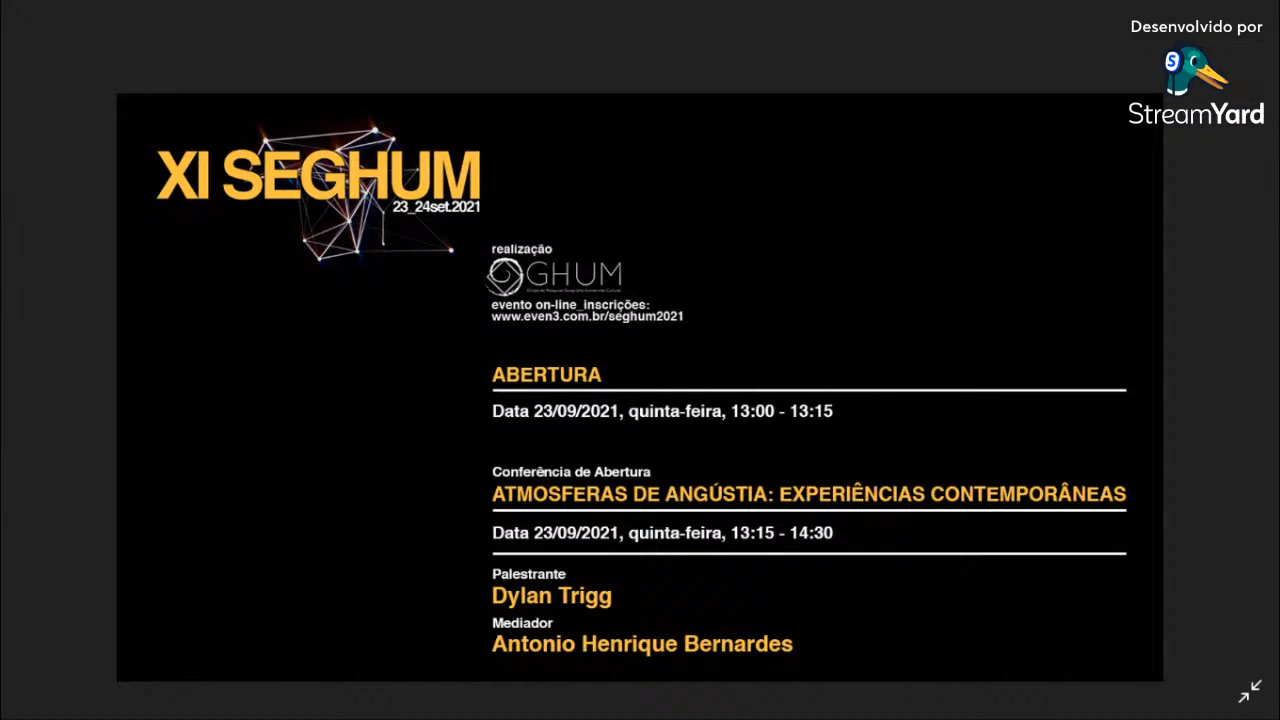 Desenvolvido por
StreamYard
XI SEGHUM
23_24set.2021
realização
GHUM
evento on-line_inscrições:
www.even3.com.br/seghum2021
ABERTURA
Data 23/09/2021, quinta-feira, 13:00 - 13:15
Conferência de Abertura
ATMOSFERAS DE ANGÚSTIA: EXPERIÊNCIAS CONTEMPORÂNEAS
Data 23/09/2021, quinta-feira, 13:15 - 14:30
Palestrante
Dylan Trigg
Mediador
Antonio Henrique Bernardes